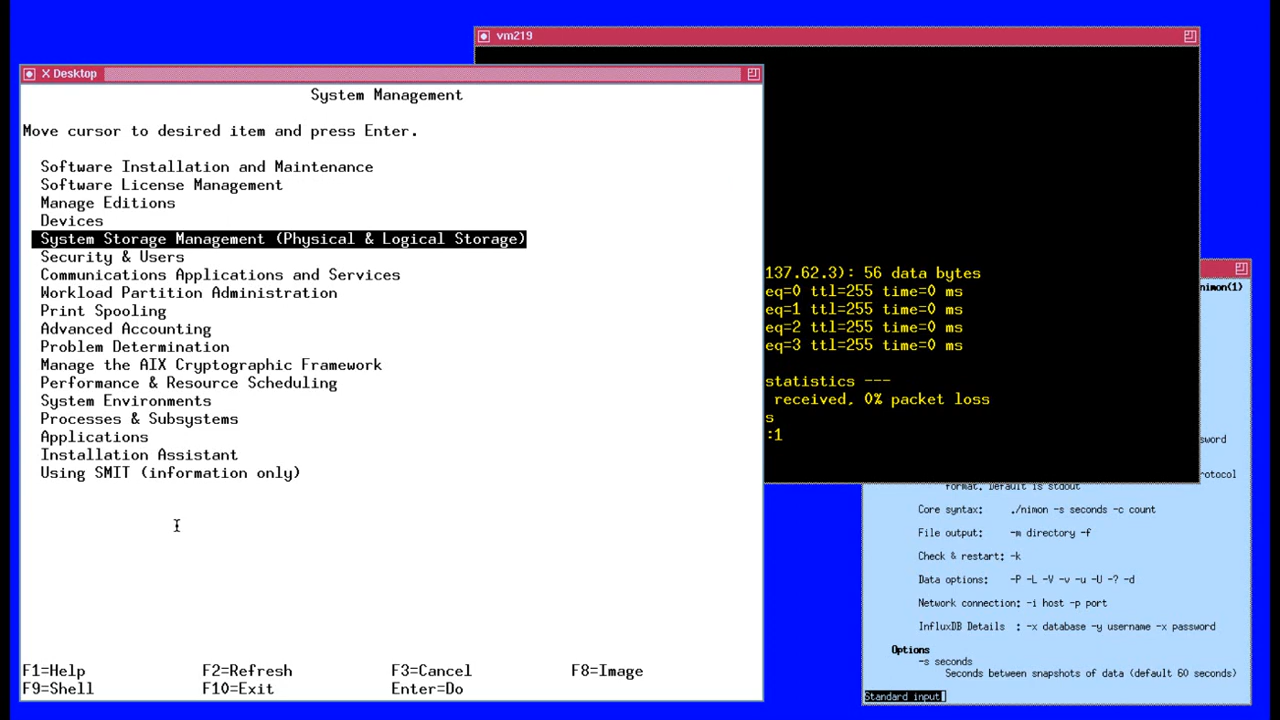 vm219
X Desktop
System Management
Move cursor to desired item and press Enter.
Software Installation and Maintenance
Software License Management
Manage Editions
Devices
System Storage Management (Physical & Logical Storage)
Security & Users
Communications Applications and Services
Workload Partition Administration
Print Spooling
Advanced Accounting
Problem Determination
Manage the AIX Cryptographic Framework
Performance & Resource Scheduling
System Environments
Processes & Subsystems
Applications
Installation Assistant
Using SMIT (information only)
F1=Help F2=Refresh F3=Cancel F8=Image
F9=Shell F10=Exit Enter=Do
137.62.3): 56 data bytes
eq=0 ttl=255 time=0 ms
eq=1 ttl=255 time=0 ms
eq=2 ttl=255 time=0 ms
eq=3 ttl=255 time=0 ms
statistics ---
received, 0% packet loss
s
:1
nimon(1)
sword
rotocol
format. Default is stdout
Core syntax: ./nimon -s seconds -c count
File output: -m directory -f
Check & restart: -k
Data options: -P -L -V -v -u -U -? -d
Network connection: -i host -p port
InfluxDB Details : -x database -y username -x password
Options
-s seconds
Seconds between snapshots of data (default 60 seconds)
Standard input